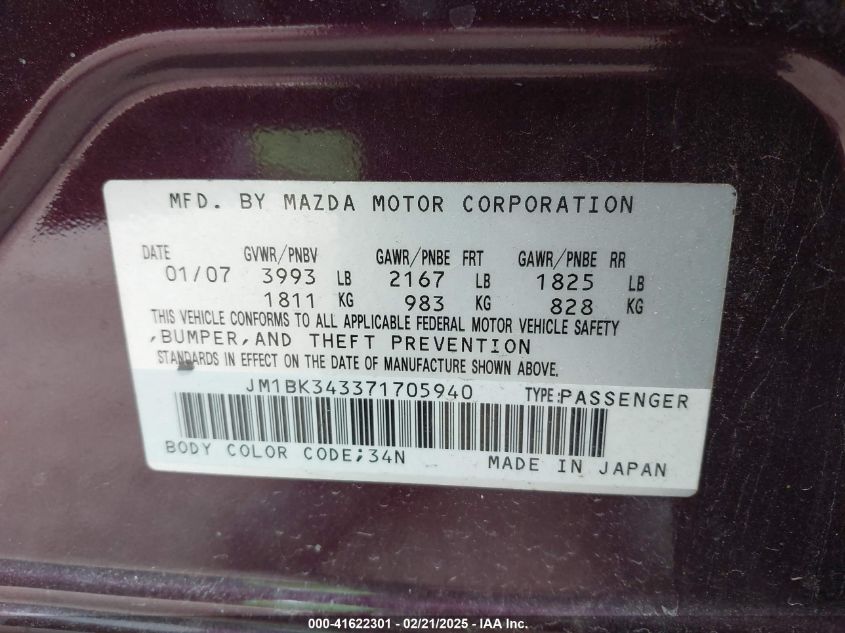 MFD. BY MAZDA MOTOR CORPORATION
DATE GVWR/PNBV GAWR/PNBE FRT GAWR/PNBE RR
01/07 3993 LB 2167 LB 1825 LB
1811 KG 983 KG 828 KG
THIS VEHICLE CONFORMS TO ALL APPLICABLE FEDERAL MOTOR VEHICLE SAFETY
,BUMPER,AND THEFT PREVENTION
STANDARDS IN EFFECT ON THE DATE OF MANUFACTURE SHOWN ABOVE.
JM1BK343371705940 TYPE:PASSENGER
BODY COLOR CODE;34N MADE IN JAPAN
000-41622301 - 02/21/2025 - IAA Inc.